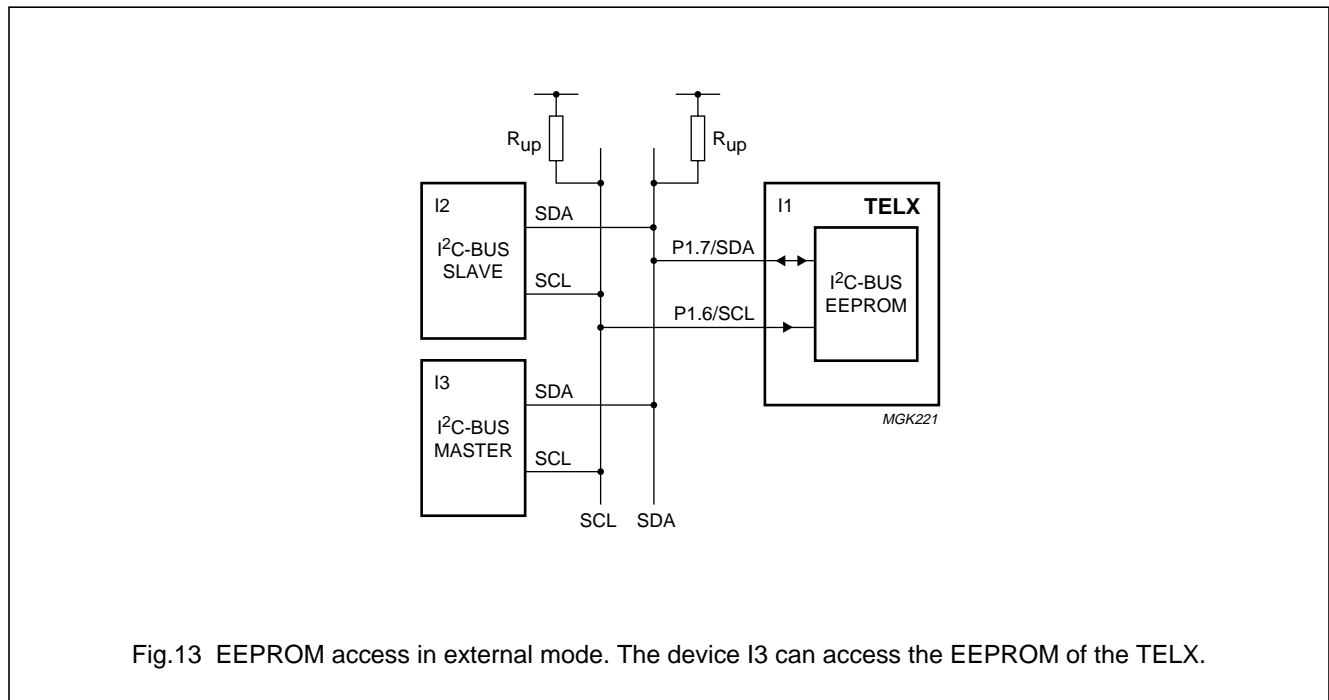 Rup
Rup
I2
I2C-BUS
SLAVE
SDA
SCL
I1
TELX
P1.7/SDA
P1.6/SCL
I2C-BUS
EEPROM
I3
I2C-BUS
MASTER
SDA
SCL
MGK221
SCL
SDA
Fig.13 EEPROM access in external mode. The device I3 can access the EEPROM of the TELX.